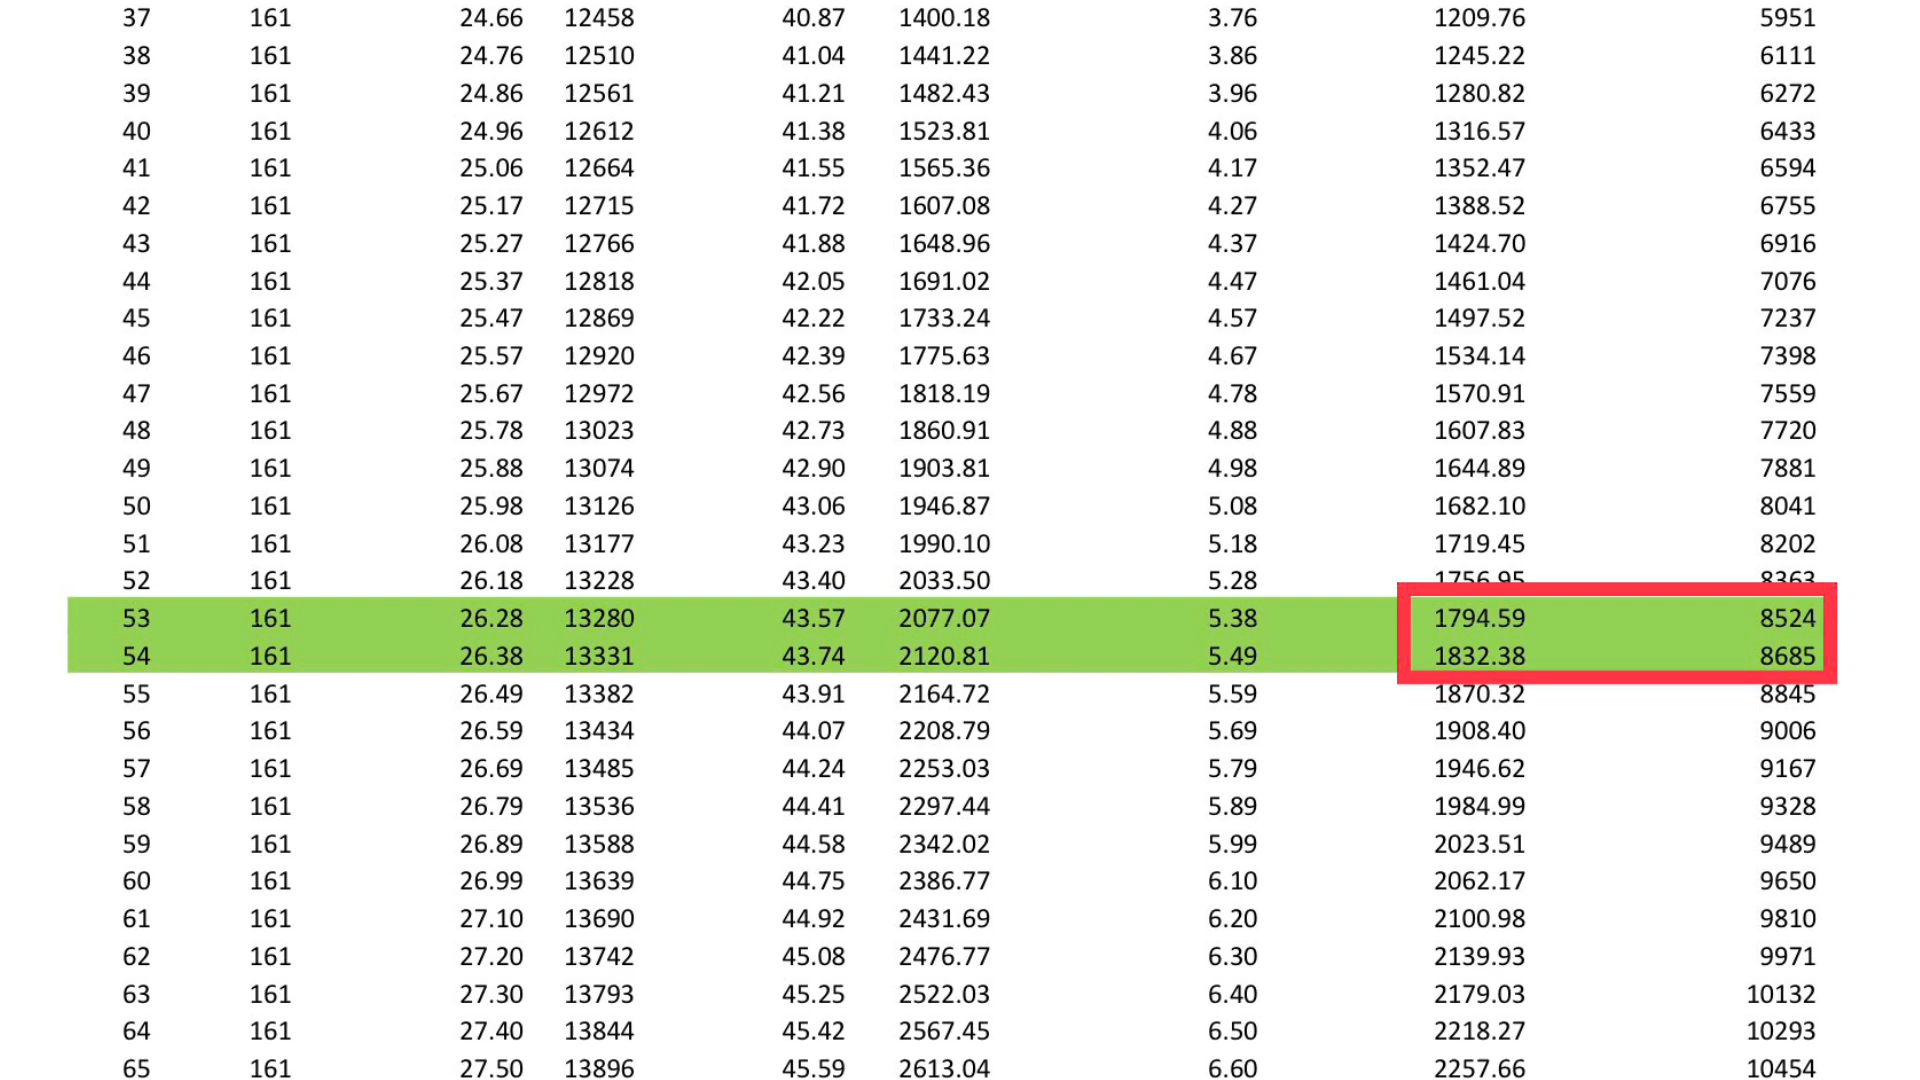 37 161 24.66 12458 40.87 1400.18 3.76 1209.76 5951
38 161 24.76 12510 41.04 1441.22 3.86 1245.22 6111
39 161 24.86 12561 41.21 1482.43 3.96 1280.82 6272
40 161 24.96 12612 41.38 1523.81 4.06 1316.57 6433
41 161 25.06 12664 41.55 1565.36 4.17 1352.47 6594
42 161 25.17 12715 41.72 1607.08 4.27 1388.52 6755
43 161 25.27 12766 41.88 1648.96 4.37 1424.70 6916
44 161 25.37 12818 42.05 1691.02 4.47 1461.04 7076
45 161 25.47 12869 42.22 1733.24 4.57 1497.52 7237
46 161 25.57 12920 42.39 1775.63 4.67 1534.14 7398
47 161 25.67 12972 42.56 1818.19 4.78 1570.91 7559
48 161 25.78 13023 42.73 1860.91 4.88 1607.83 7720
49 161 25.88 13074 42.90 1903.81 4.98 1644.89 7881
50 161 25.98 13126 43.06 1946.87 5.08 1682.10 8041
51 161 26.08 13177 43.23 1990.10 5.18 1719.45 8202
52 161 26.18 13228 43.40 2033.50 5.28 1756.95 8363
53 161 26.28 13280 43.57 2077.07 5.38 1794.59 8524
54 161 26.38 13331 43.74 2120.81 5.49 1832.38 8685
55 161 26.49 13382 43.91 2164.72 5.59 1870.32 8845
56 161 26.59 13434 44.07 2208.79 5.69 1908.40 9006
57 161 26.69 13485 44.24 2253.03 5.79 1946.62 9167
58 161 26.79 13536 44.41 2297.44 5.89 1984.99 9328
59 161 26.89 13588 44.58 2342.02 5.99 2023.51 9489
60 161 26.99 13639 44.75 2386.77 6.10 2062.17 9650
61 161 27.10 13690 44.92 2431.69 6.20 2100.98 9810
62 161 27.20 13742 45.08 2476.77 6.30 2139.93 9971
63 161 27.30 13793 45.25 2522.03 6.40 2179.03 10132
64 161 27.40 13844 45.42 2567.45 6.50 2218.27 10293
65 161 27.50 13896 45.59 2613.04 6.60 2257.66 10454